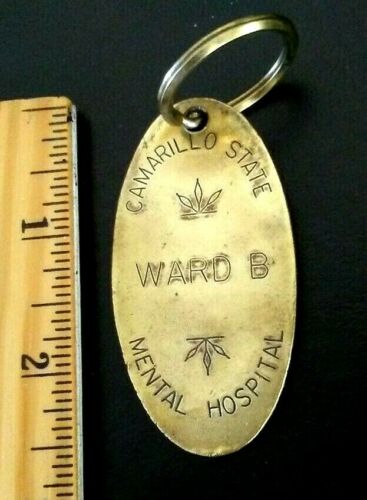 CAMARILLO STATE
WARD B
MENTAL HOSPITAL
1
2